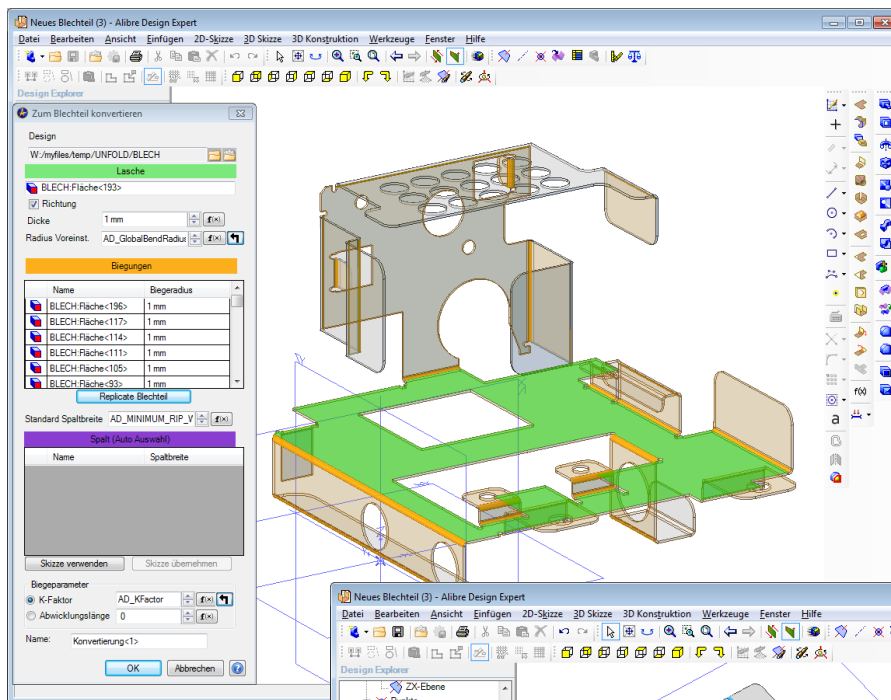 Neues Blechteil (3) - Alibre Design Expert
Datei Bearbeiten Ansicht Einfügen 2D-Skizze 3D Skizze 3D Konstruktion Werkzeuge Fenster Hilfe
Design Explorer
Zum Blechteil konvertieren
Design
W:/myfiles/temp/UNFOLD/BLECH
Lasche
BLECH:Fläche<193>
Richtung
Dicke 1 mm f(x)
Radius Voreinst. AD_GlobalBendRadius f(x)
Biegungen
Name Biegeradius
BLECH:Fläche<196> 1 mm
BLECH:Fläche<117> 1 mm
BLECH:Fläche<114> 1 mm
BLECH:Fläche<111> 1 mm
BLECH:Fläche<105> 1 mm
BLECH:Fläche<93> 1 mm
Replicate Blechteil
Standard Spaltbreite AD_MINIMUM_RIP_V f(x)
Spalt (Auto Auswahl)
Name Spaltbreite
Skizze verwenden Skizze übernehmen
Biegeparameter
K-Faktor AD_KFactor f(x)
Abwicklungslänge 0 f(x)
Name: Konvertierung<1>
OK Abbrechen
f(x)
a
Neues Blechteil (3) - Alibre Design Expert
Datei Bearbeiten Ansicht Einfügen 2D-Skizze 3D Skizze 3D Konstruktion Werkzeuge Fenster Hilfe
Design Explorer
ZX-Ebene